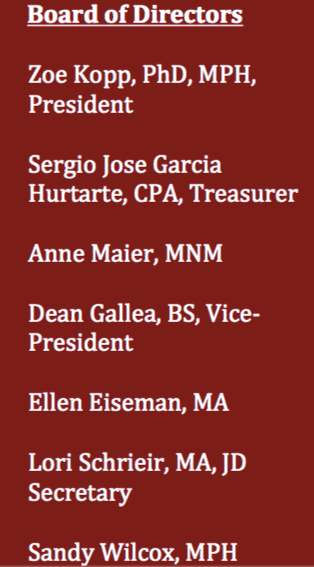 Board of Directors
Zoe Kopp, PhD, MPH,
President
Sergio Jose Garcia
Hurtarte, CPA, Treasurer
Anne Maier, MNM
Dean Gallea, BS, Vice-
President
Ellen Eiseman, MA
Lori Schrieir, MA, JD
Secretary
Sandy Wilcox, MPH